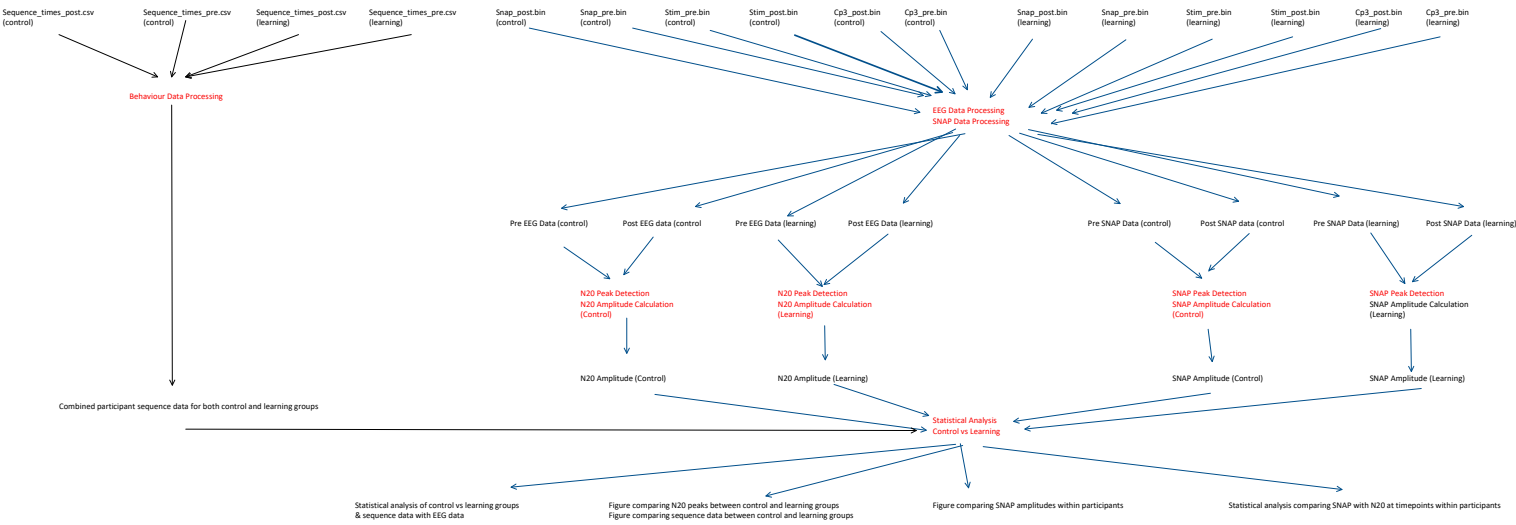 Sequence_times_post.csv
(control)
Sequence_times_pre.csv
(control)
Sequence_times_post.csv
(learning)
Sequence_times_pre.csv
(learning)
Snap_post.bin
(control)
Snap_pre.bin
(control)
Stim_pre.bin
(control)
Stim_post.bin
(control)
Cp3_post.bin
(control)
Cp3_pre.bin
(control)
Snap_post.bin
(learning)
Snap_pre.bin
(learning)
Stim_pre.bin
(learning)
Stim_post.bin
(learning)
Cp3_post.bin
(learning)
Cp3_pre.bin
(learning)
Behaviour Data Processing
EEG Data Processing
SNAP Data Processing
Pre EEG Data (control)
Post EEG data (control
Pre EEG Data (learning)
Post EEG Data (learning)
Pre SNAP Data (control)
Post SNAP data (control
Pre SNAP Data (learning)
Post SNAP Data (learning)
N20 Peak Detection
N20 Amplitude Calculation
(Control)
N20 Peak Detection
N20 Amplitude Calculation
(Learning)
SNAP Peak Detection
SNAP Amplitude Calculation
(Control)
SNAP Peak Detection
SNAP Amplitude Calculation
(Learning)
N20 Amplitude (Control)
N20 Amplitude (Learning)
SNAP Amplitude (Control)
SNAP Amplitude (Learning)
Combined participant sequence data for both control and learning groups
Statistical Analysis
Control vs Learning
Statistical analysis of control vs learning groups
& sequence data with EEG data
Figure comparing N20 peaks between control and learning groups
Figure comparing sequence data between control and learning groups
Figure comparing SNAP amplitudes within participants
Statistical analysis comparing SNAP with N20 at timepoints within participants